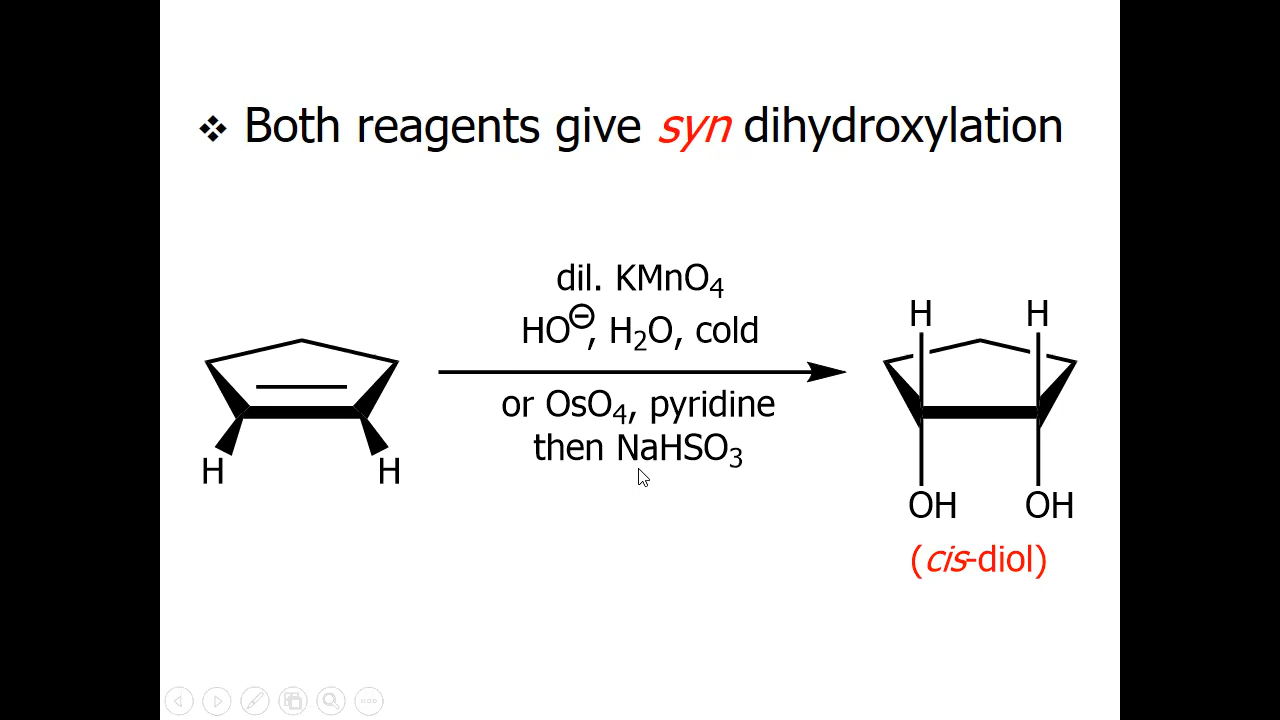 ❖ Both reagents give syn dihydroxylation
dil. KMnO₄
HO⊖, H₂O, cold
or OsO₄, pyridine
then NaHSO₃
H H
H H
OH OH
(cis-diol)